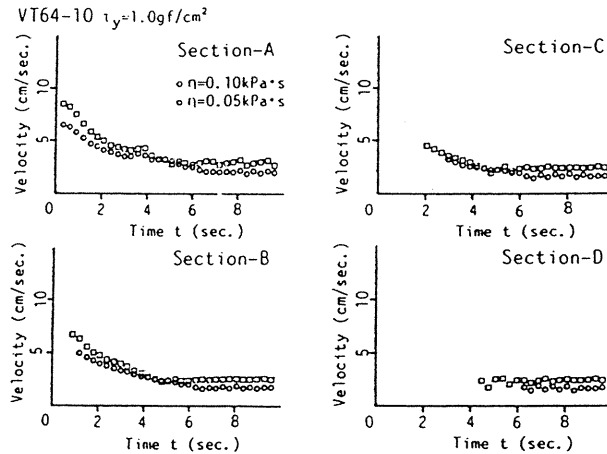 VT64-10 τy=1.0gf/cm²
Section-A
○ η=0.10kPa·s
○ η=0.05kPa·s
Velocity (cm/sec.)
10
5
0 2 4 6 8
Time t (sec.)
Section-C
Velocity (cm/sec.)
10
5
0 2 4 6 8
Time t (sec.)
Section-B
Velocity (cm/sec.)
10
5
0 2 4 6 8
Time t (sec.)
Section-D
Velocity (cm/sec.)
10
5
0 2 4 6 8
Time t (sec.)